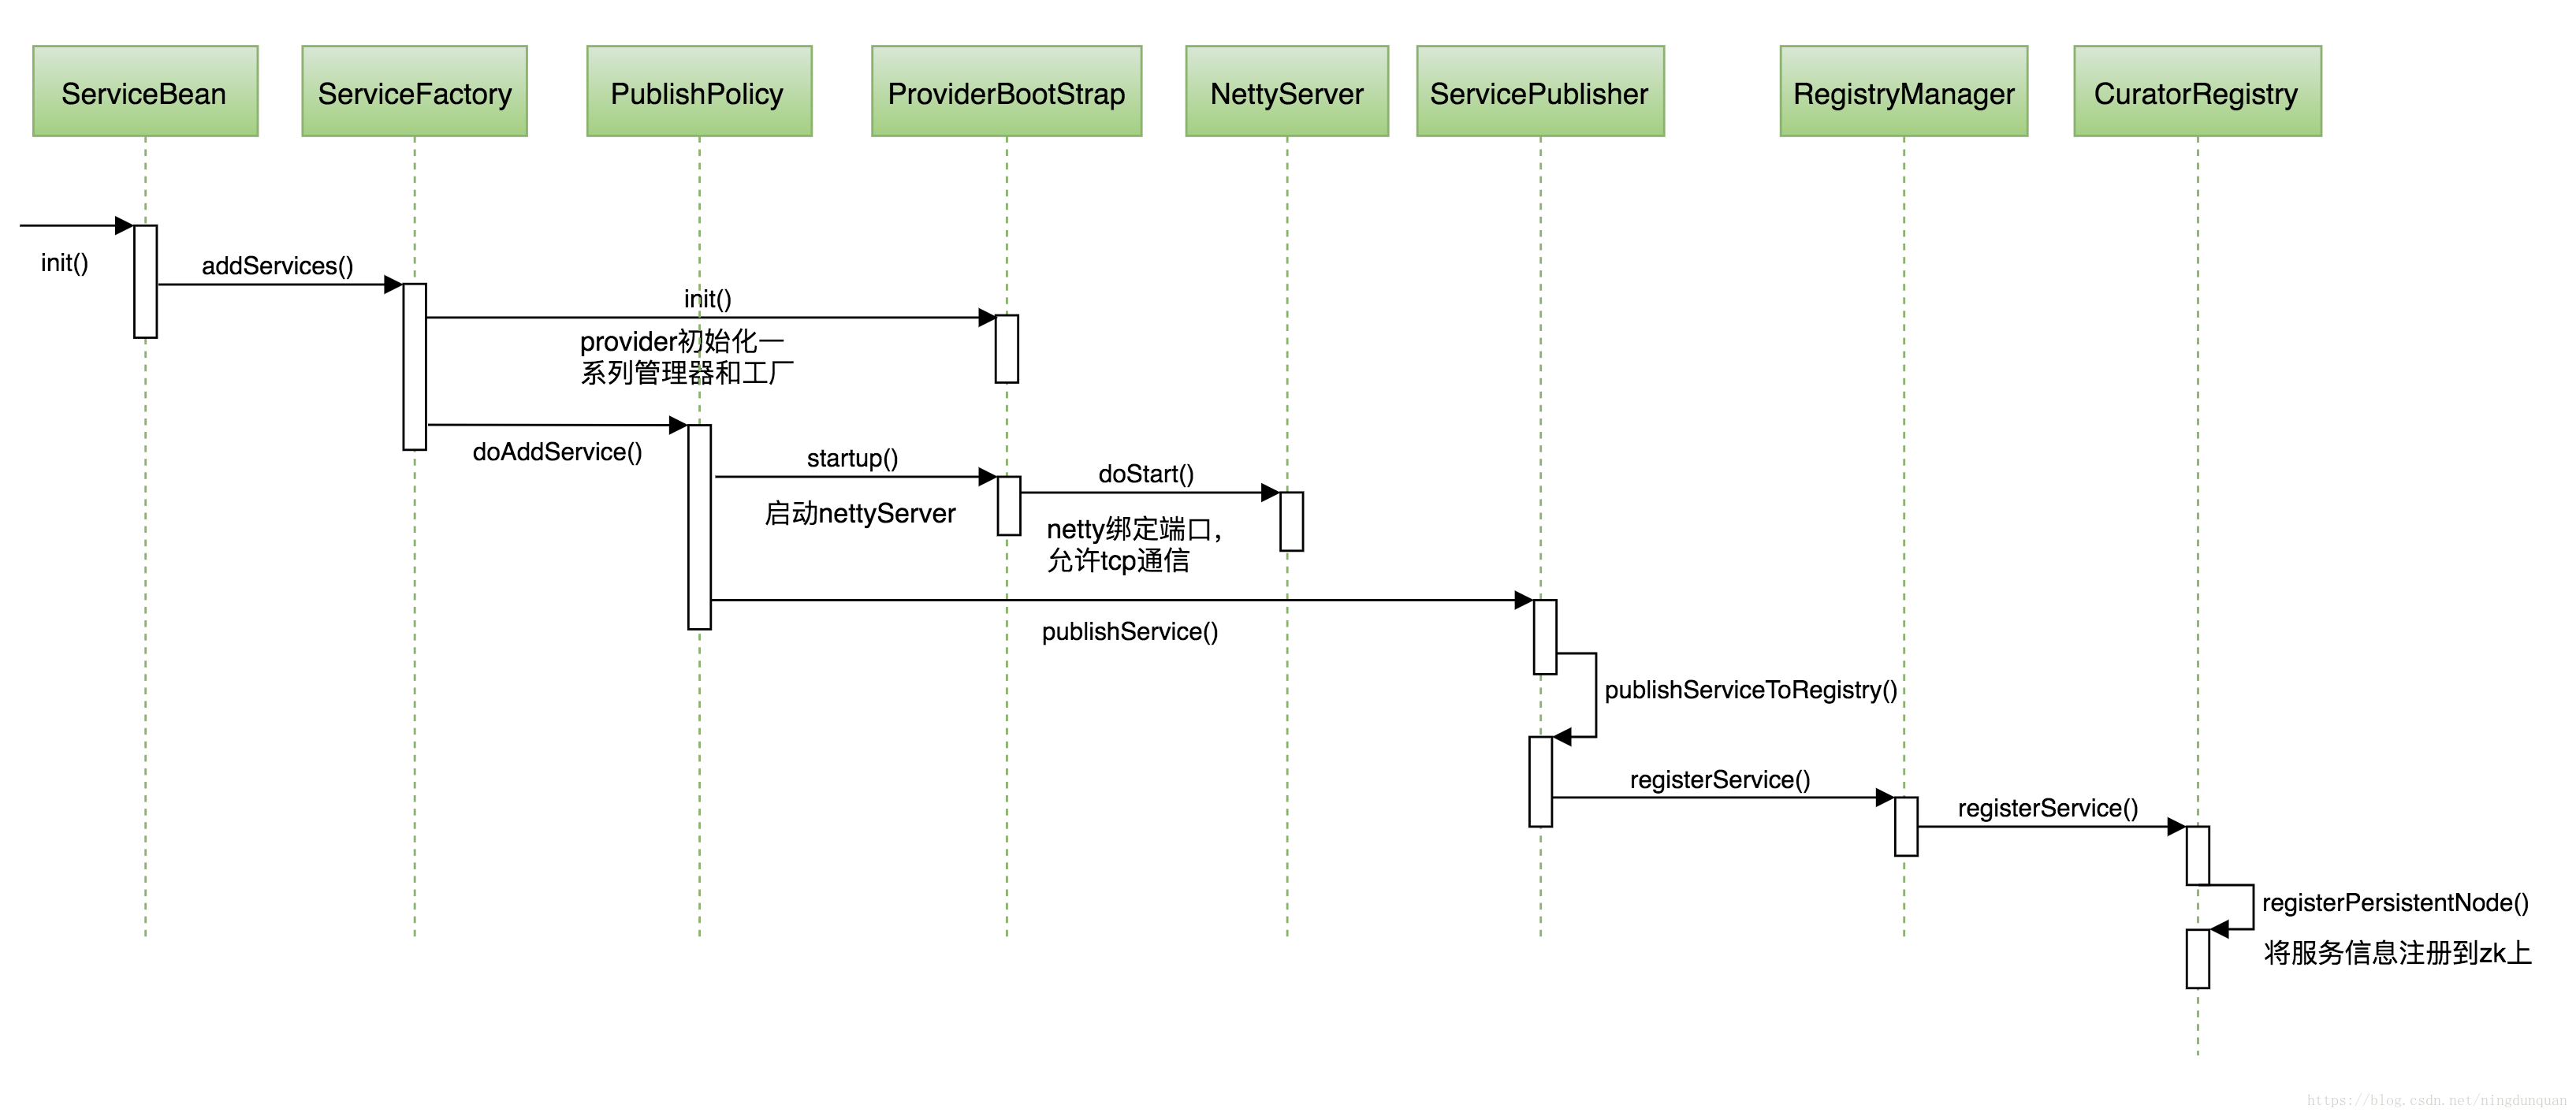 ServiceBean
ServiceFactory
PublishPolicy
ProviderBootStrap
NettyServer
ServicePublisher
RegistryManager
CuratorRegistry
init()
addServices()
init()
provider初始化一
系列管理器和工厂
doAddService()
startup()
启动nettyServer
doStart()
netty绑定端口，
允许tcp通信
publishService()
publishServiceToRegistry()
registerService()
registerService()
registerPersistentNode()
将服务信息注册到zk上
https://blog.csdn.net/ningdunquan